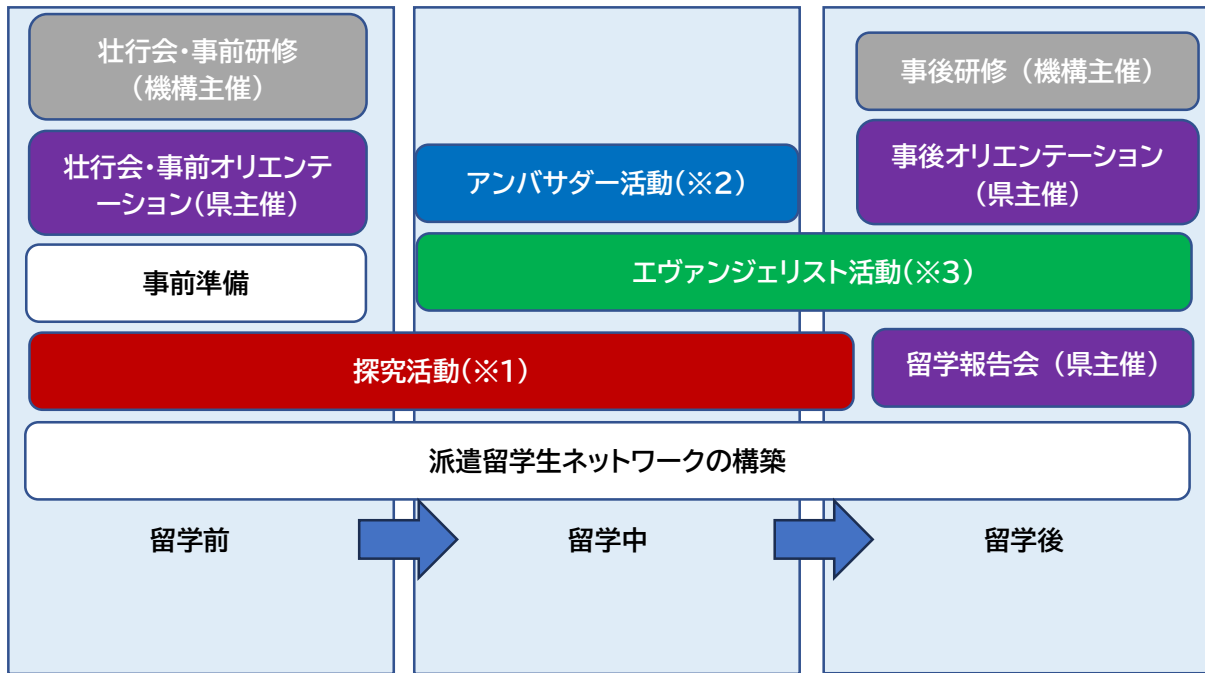 壮行会・事前研修
(機構主催)
壮行会・事前オリエンテ
ーション(県主催)
事前準備
アンバサダー活動(※2)
事後研修（機構主催）
事後オリエンテーション
(県主催)
エヴァンジェリスト活動(※3)
探究活動(※1)
留学報告会（県主催）
派遣留学生ネットワークの構築
留学前
留学中
留学後